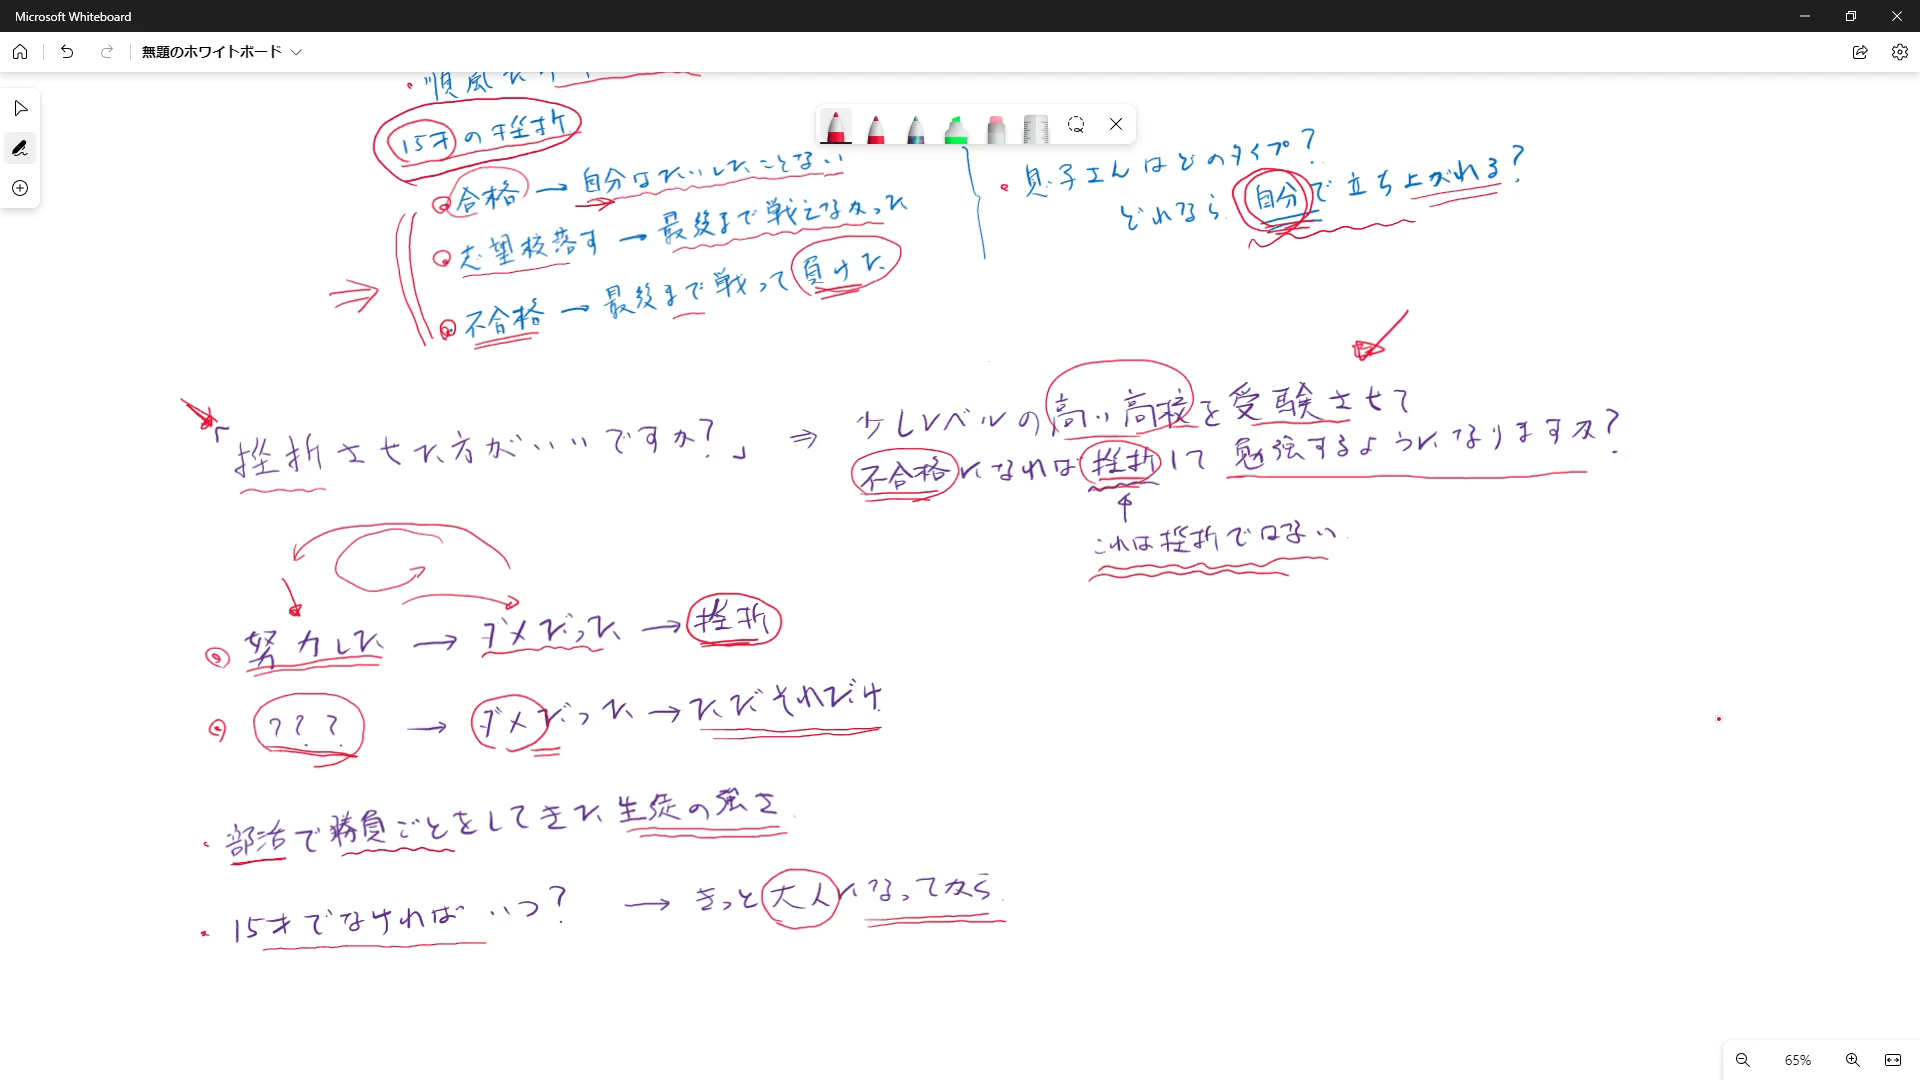 Microsoft Whiteboard
無題のホワイトボード
・順風
15才の挫折
合格 → 自分はたいしたことない
志望校落す → 最後まで戦えなかった
不合格 → 最後まで戦って負けた
・息子さんはどのタイプ?
どれなら 自分で立ち上がれる?
「挫折させた方がいいですか?」 ⇒ 少しレベルの高い高校を受験させて
不合格になれば挫折して勉強するようになりますか?
↑
これは挫折ではない.
努力した → ダメだった → 挫折
? ? ? → ダメだった → ただそれだけ
・部活で勝負ごとをしてきた生徒の強さ
・15才でなければいつ? → きっと大人になってから
65%